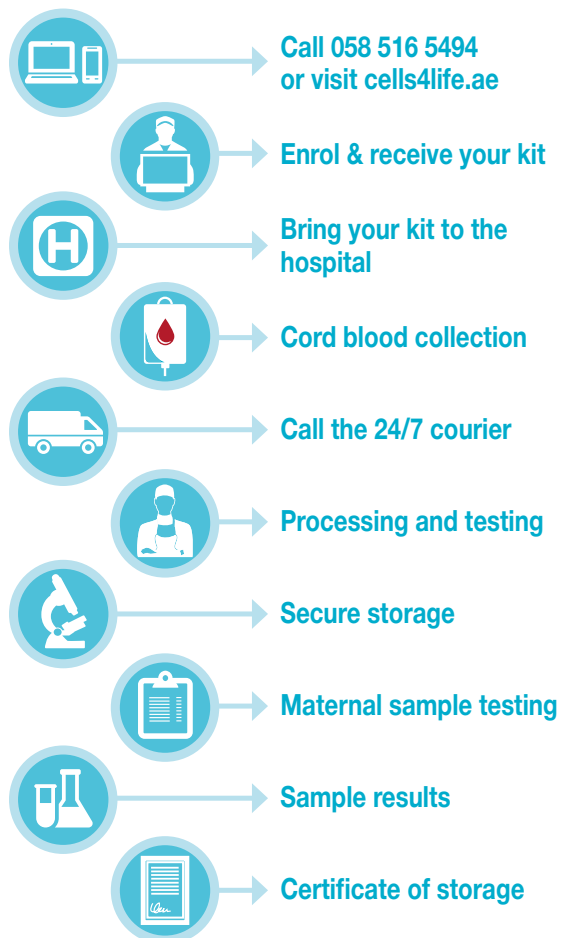 Call 058 516 5494
or visit cells4life.ae
Enrol & receive your kit
H
Bring your kit to the
hospital
Cord blood collection
Call the 24/7 courier
Processing and testing
Secure storage
Maternal sample testing
Sample results
Certificate of storage